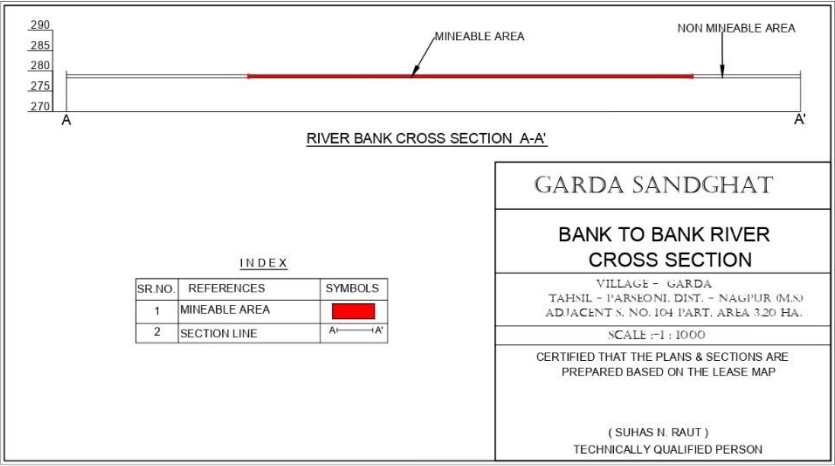 290
285
280
275
270
MINEABLE AREA
NON MINEABLE AREA
A
A'
RIVER BANK CROSS SECTION A-A'
GARDA SANDGHAT
BANK TO BANK RIVER
CROSS SECTION
VILLAGE – GARDA
TAHSIL – PARSEONI, DIST. – NAGPUR (M.S.)
ADJACENT S. NO. 104 PART, AREA 3.20 HA.
SCALE :–1 : 1000
CERTIFIED THAT THE PLANS & SECTIONS ARE
PREPARED BASED ON THE LEASE MAP
( SUHAS N. RAUT )
TECHNICALLY QUALIFIED PERSON
INDEX
SR.NO. REFERENCES SYMBOLS
1 MINEABLE AREA
2 SECTION LINE A A'